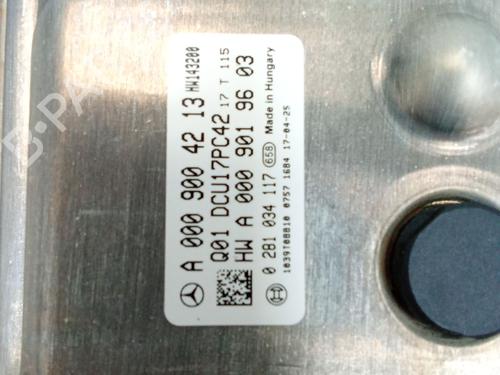 A 000 900 42 13 HW143200
Q01 DCU17PC42 17 T 115
HW A 000 901 96 03
0 281 034 117 658 Made in Hungary
1039T08810 0757 1684 17-04-25